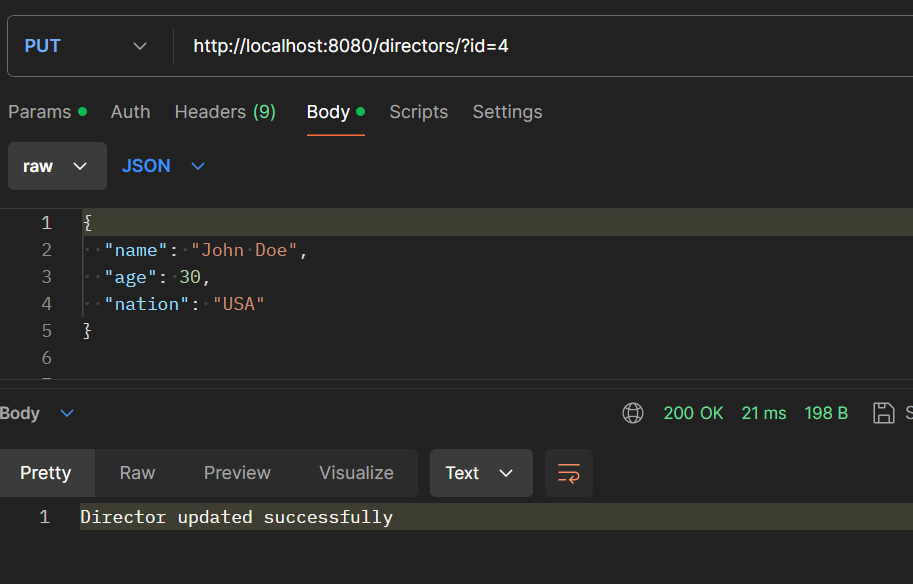 PUT http://localhost:8080/directors/?id=4
Params Auth Headers (9) Body Scripts Settings
raw JSON
1 {
2 "name": "John Doe",
3 "age": 30,
4 "nation": "USA"
5 }
6
Body 200 OK 21 ms 198 B S
Pretty Raw Preview Visualize Text
1 Director updated successfully